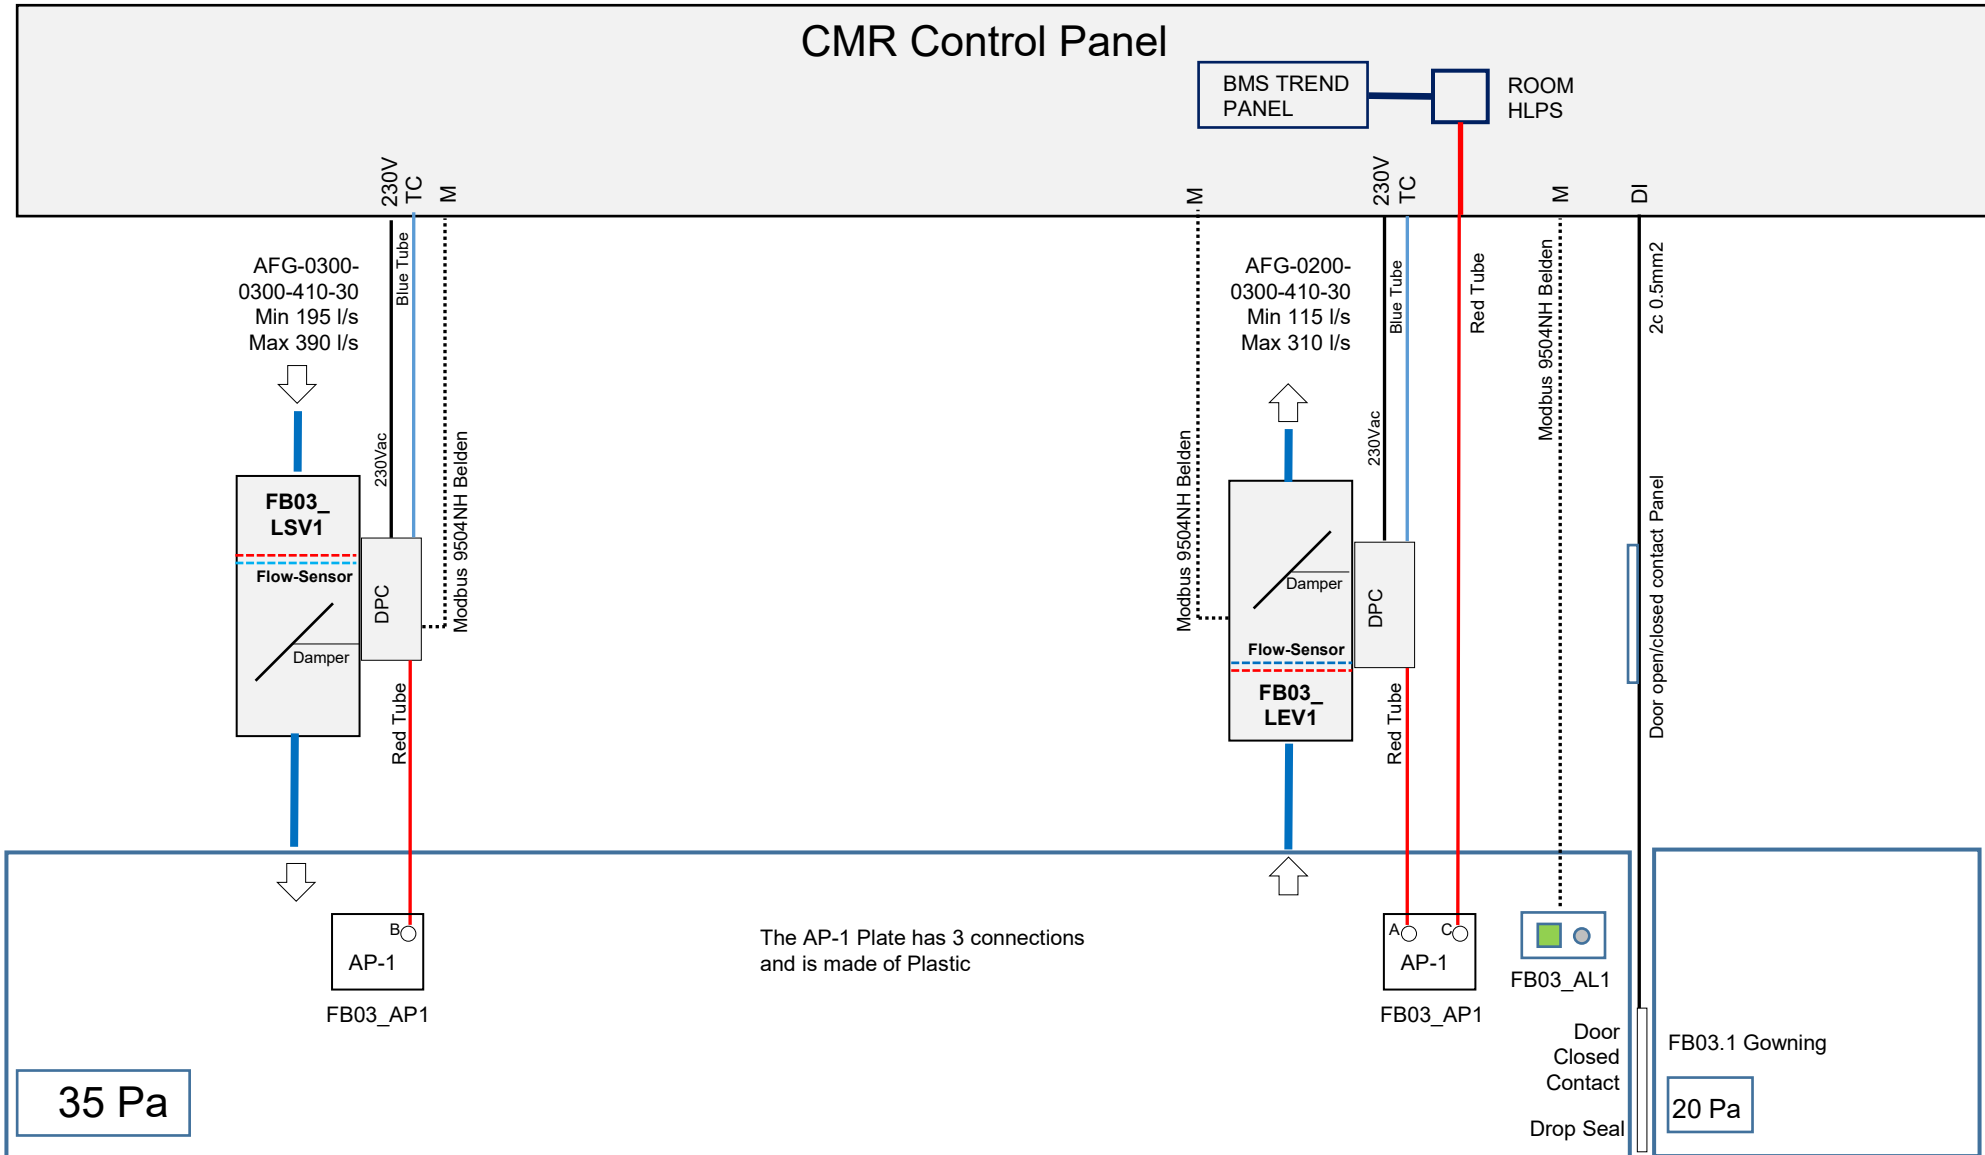 CMR Control Panel
BMS TREND
PANEL
ROOM
HLPS
230V
TC
M
M
230V
TC
M
DI
AFG-0300-
0300-410-30
Min 195 l/s
Max 390 l/s
Blue Tube
230Vac
Modbus 9504NH Belden
FB03_
LSV1
Flow-Sensor
Damper
DPC
Red Tube
AFG-0200-
0300-410-30
Min 115 l/s
Max 310 l/s
Modbus 9504NH Belden
Blue Tube
230Vac
Red Tube
Damper
Flow-Sensor
FB03_
LEV1
DPC
Red Tube
Modbus 9504NH Belden
2c 0.5mm2
Door open/closed contact Panel
B
AP-1
FB03_AP1
The AP-1 Plate has 3 connections
and is made of Plastic
A
C
AP-1
FB03_AP1
FB03_AL1
Door
Closed
Contact
Drop Seal
FB03.1 Gowning
20 Pa
35 Pa